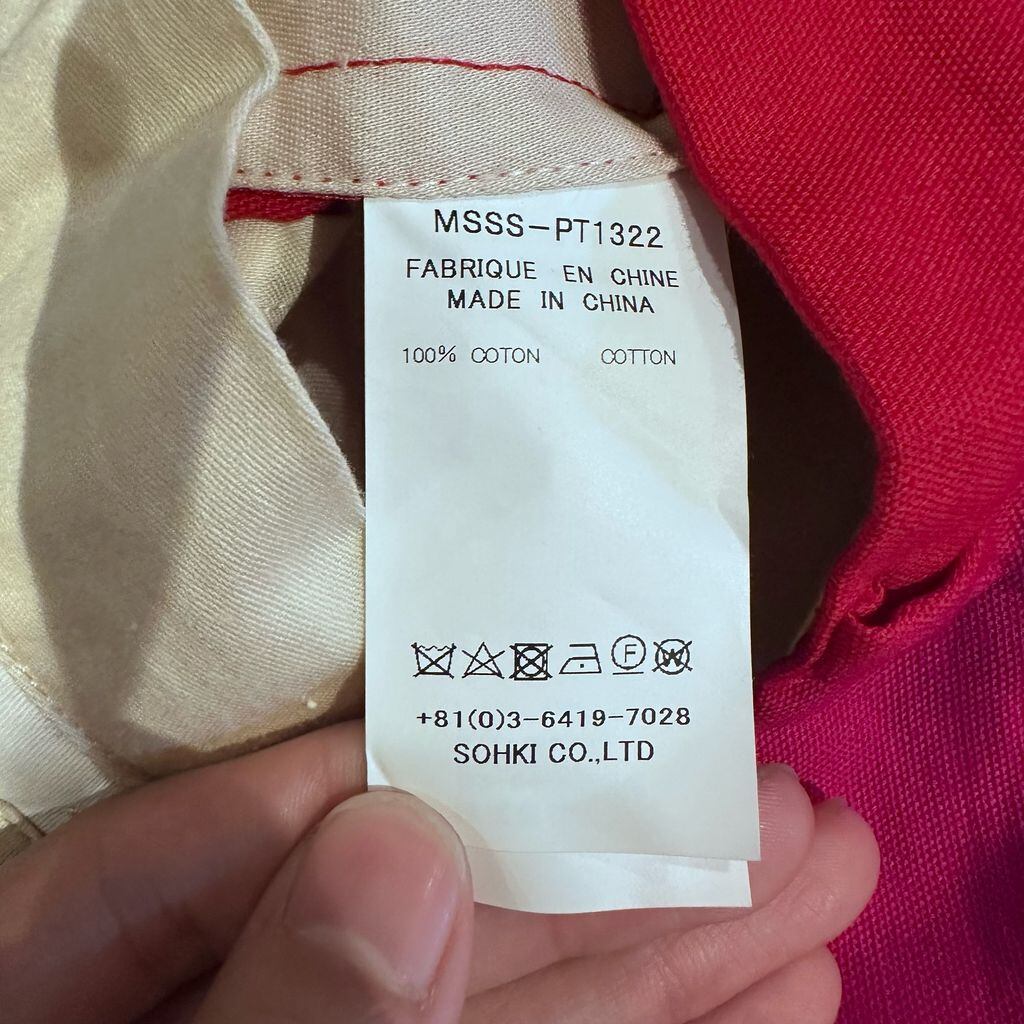 MSSS-PT1322
FABRIQUE EN CHINE
MADE IN CHINA
100% COTON COTTON
F W
+81(0)3-6419-7028
SOHKI CO.,LTD